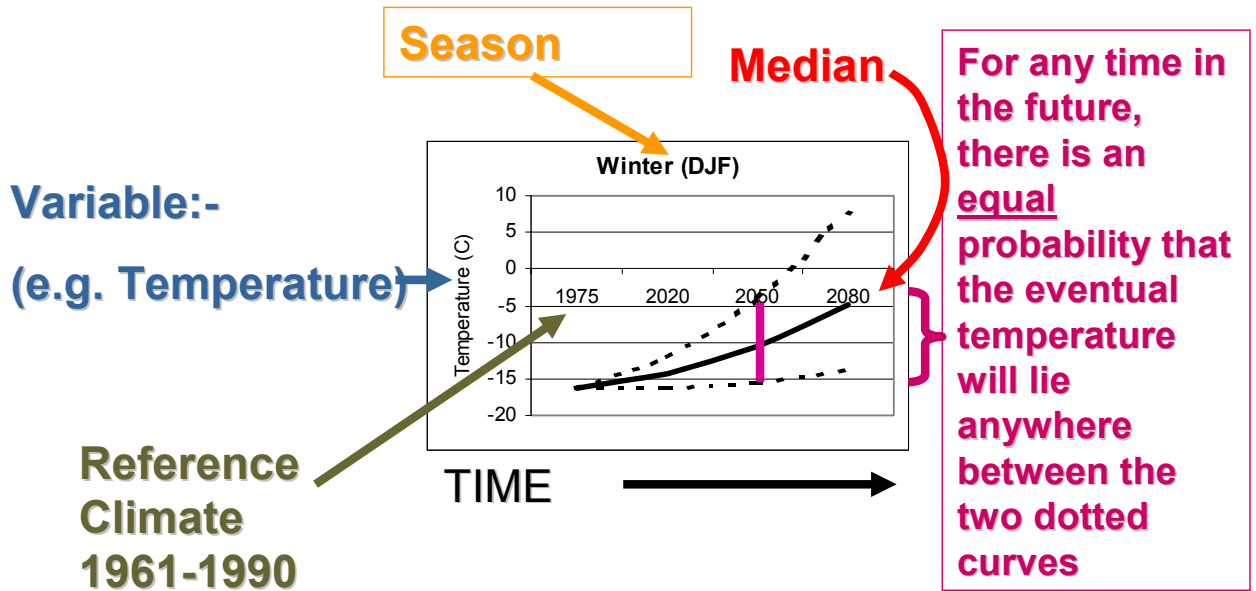 Season
Median
Variable:-
(e.g. Temperature)
Winter (DJF)
Temperature (C)
10
5
0
-5
-10
-15
-20
1975
2020
2050
2080
Reference
Climate
1961-1990
TIME
For any time in
the future,
there is an
equal
probability that
the eventual
temperature
will lie
anywhere
between the
two dotted
curves